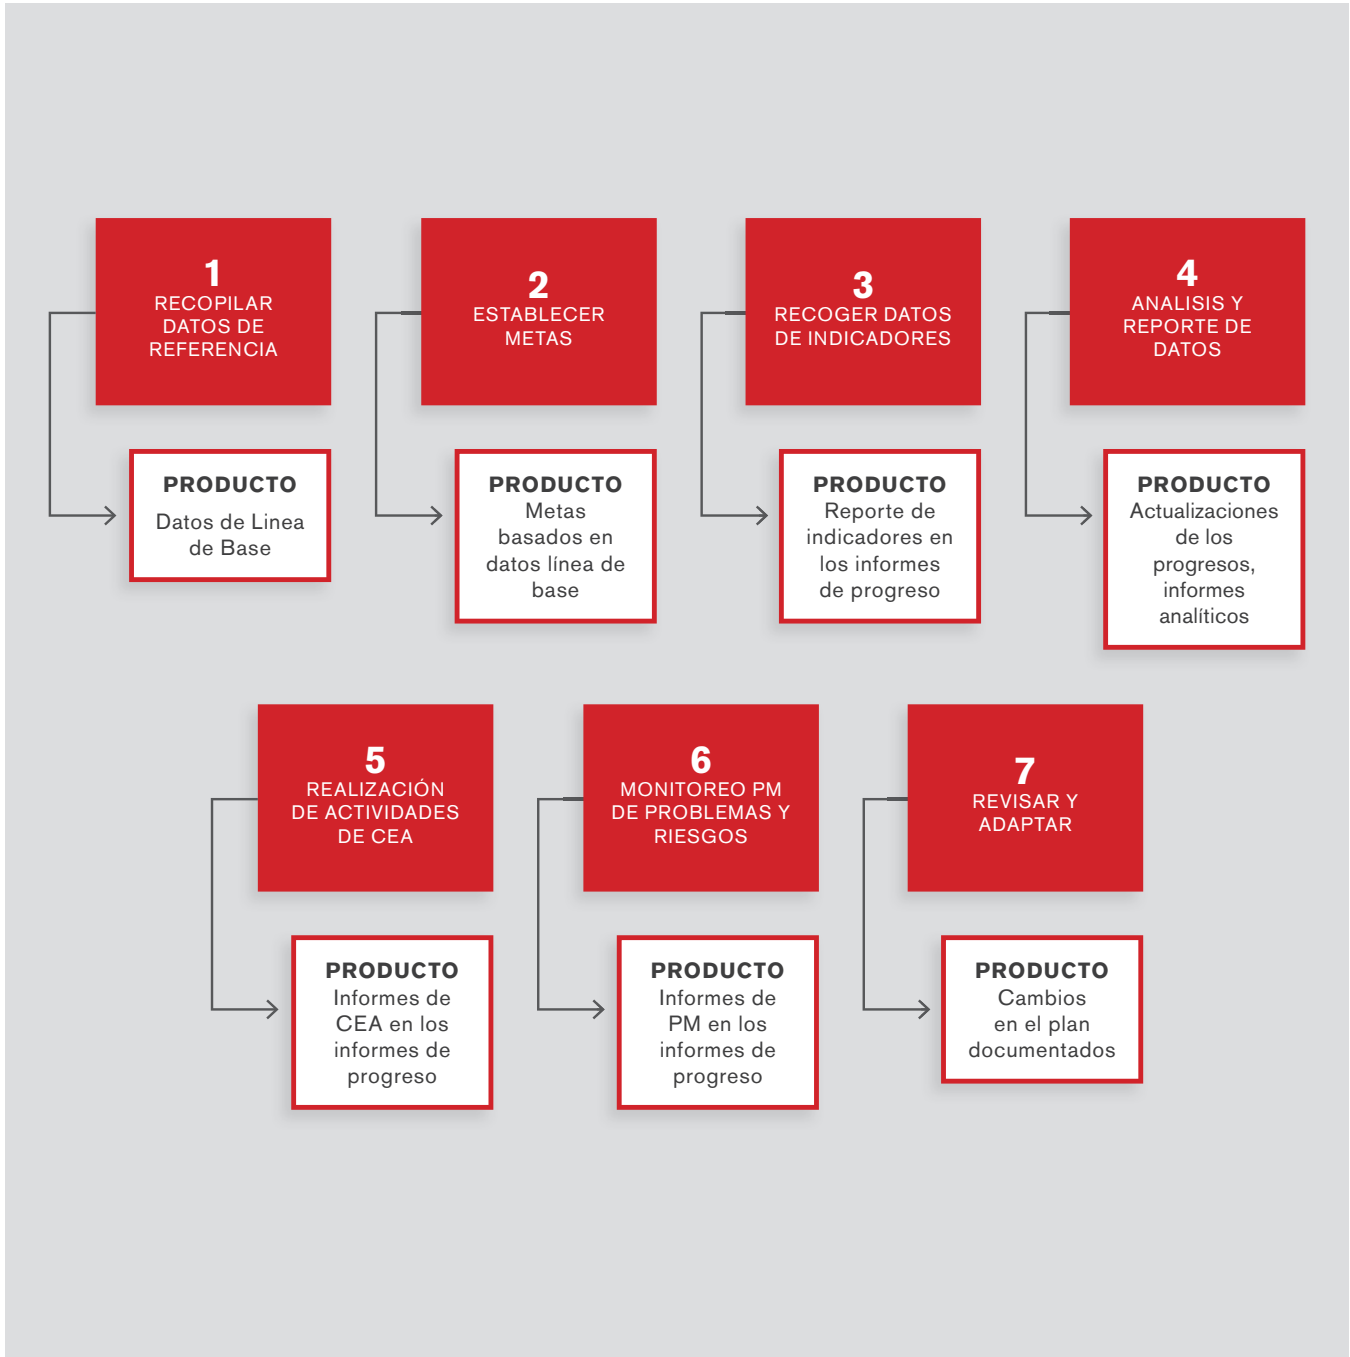 1
RECOPILAR
DATOS DE
REFERENCIA
PRODUCTO
Datos de Linea
de Base
2
ESTABLECER
METAS
PRODUCTO
Metas
basados en
datos línea de
base
3
RECOGER DATOS
DE INDICADORES
PRODUCTO
Reporte de
indicadores en
los informes
de progreso
4
ANALISIS Y
REPORTE DE
DATOS
PRODUCTO
Actualizaciones
de los
progresos,
informes
analíticos
5
REALIZACIÓN
DE ACTIVIDADES
DE CEA
PRODUCTO
Informes de
CEA en los
informes de
progreso
6
MONITOREO PM
DE PROBLEMAS Y
RIESGOS
PRODUCTO
Informes de
PM en los
informes de
progreso
7
REVISAR Y
ADAPTAR
PRODUCTO
Cambios
en el plan
documentados